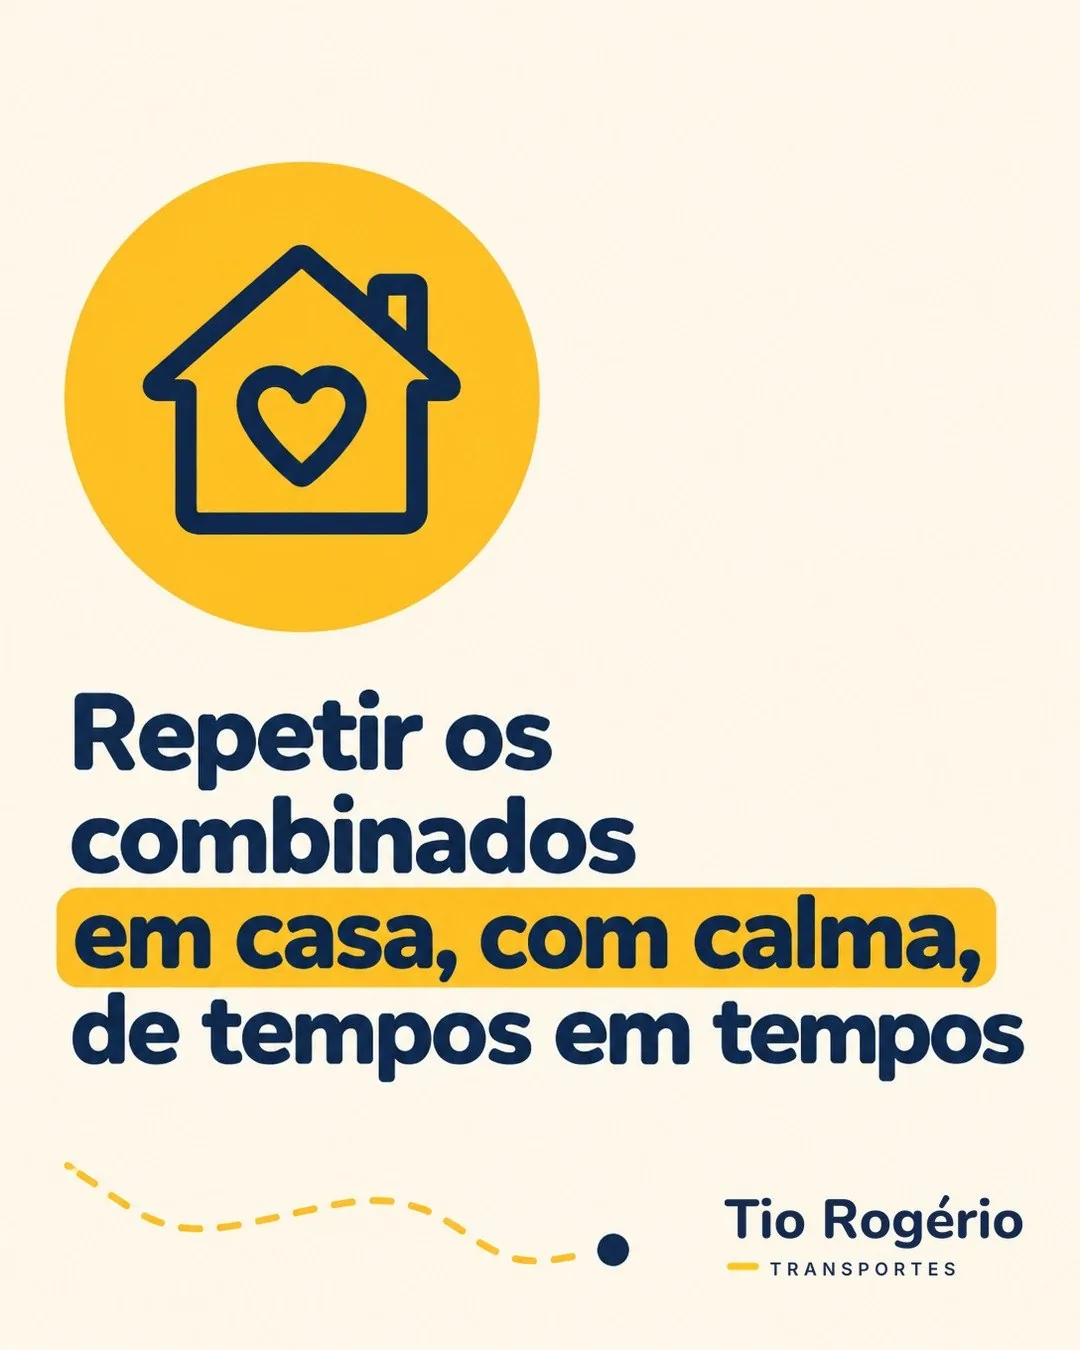 Repetir os
combinados
em casa, com calma,
de tempos em tempos
Tio Rogério
TRANSPORTES